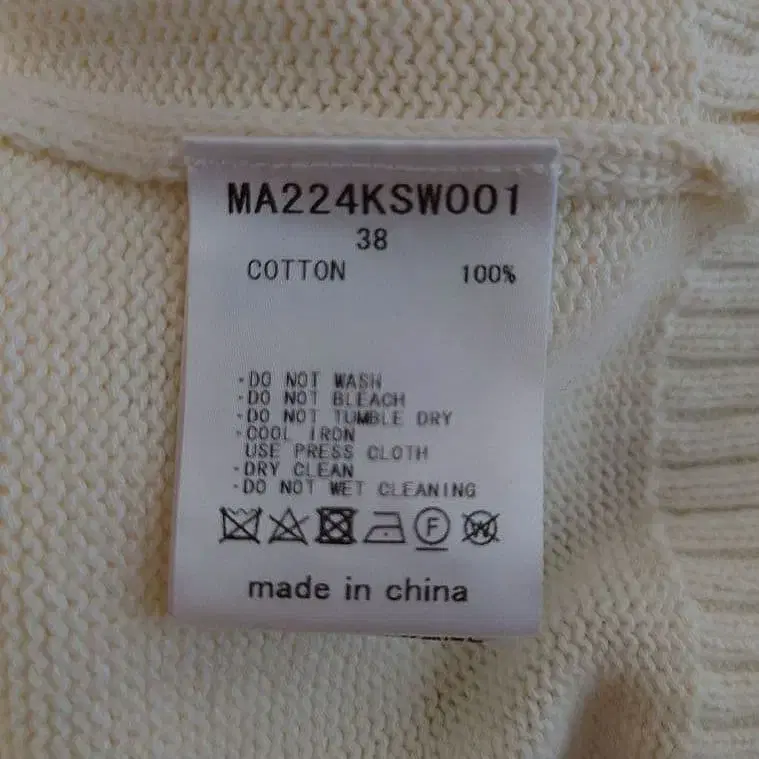 MA224KSW001
38
COTTON 100%
-DO NOT WASH
-DO NOT BLEACH
-DO NOT TUMBLE DRY
-COOL IRON
USE PRESS CLOTH
-DRY CLEAN
-DO NOT WET CLEANING
F W
made in china